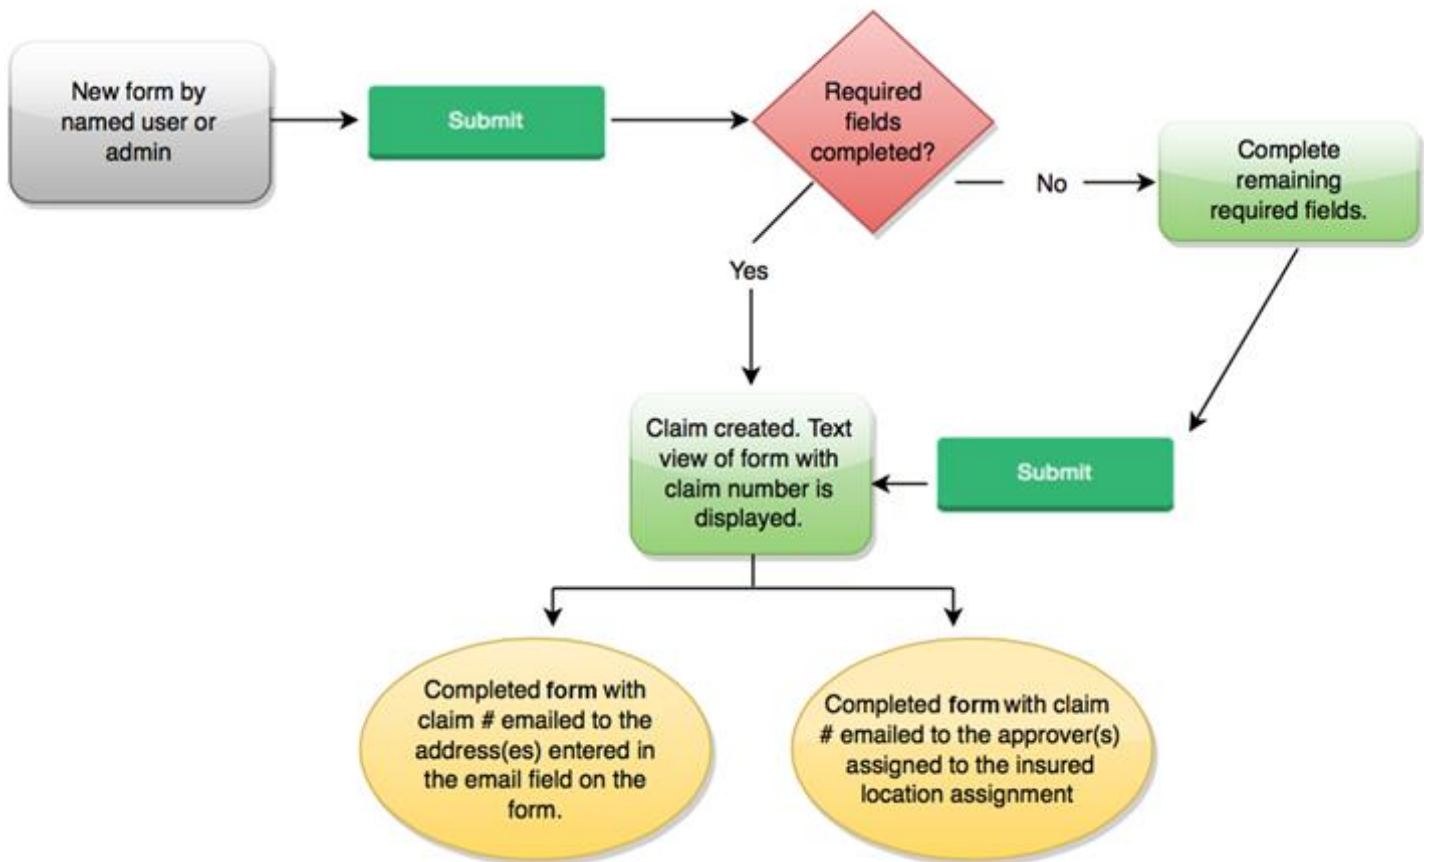 New form by
named user or
admin
Submit
Required
fields
completed?
No
Complete
remaining
required fields.
Yes
Claim created. Text
view of form with
claim number is
displayed.
Submit
Completed form with
claim # emailed to the
address(es) entered in
the email field on the
form.
Completed form with claim
# emailed to the approver(s)
assigned to the insured
location assignment